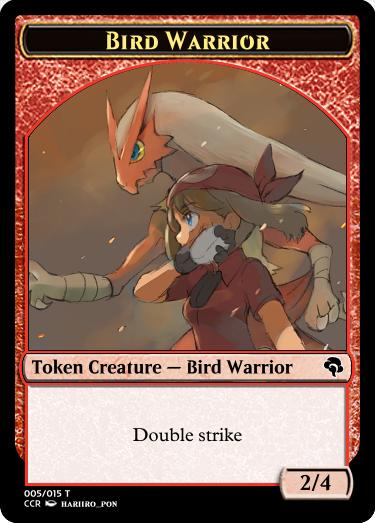 Bird Warrior
Token Creature — Bird Warrior
Double strike
2/4
005/015 T
CCR HARIIRO_PON